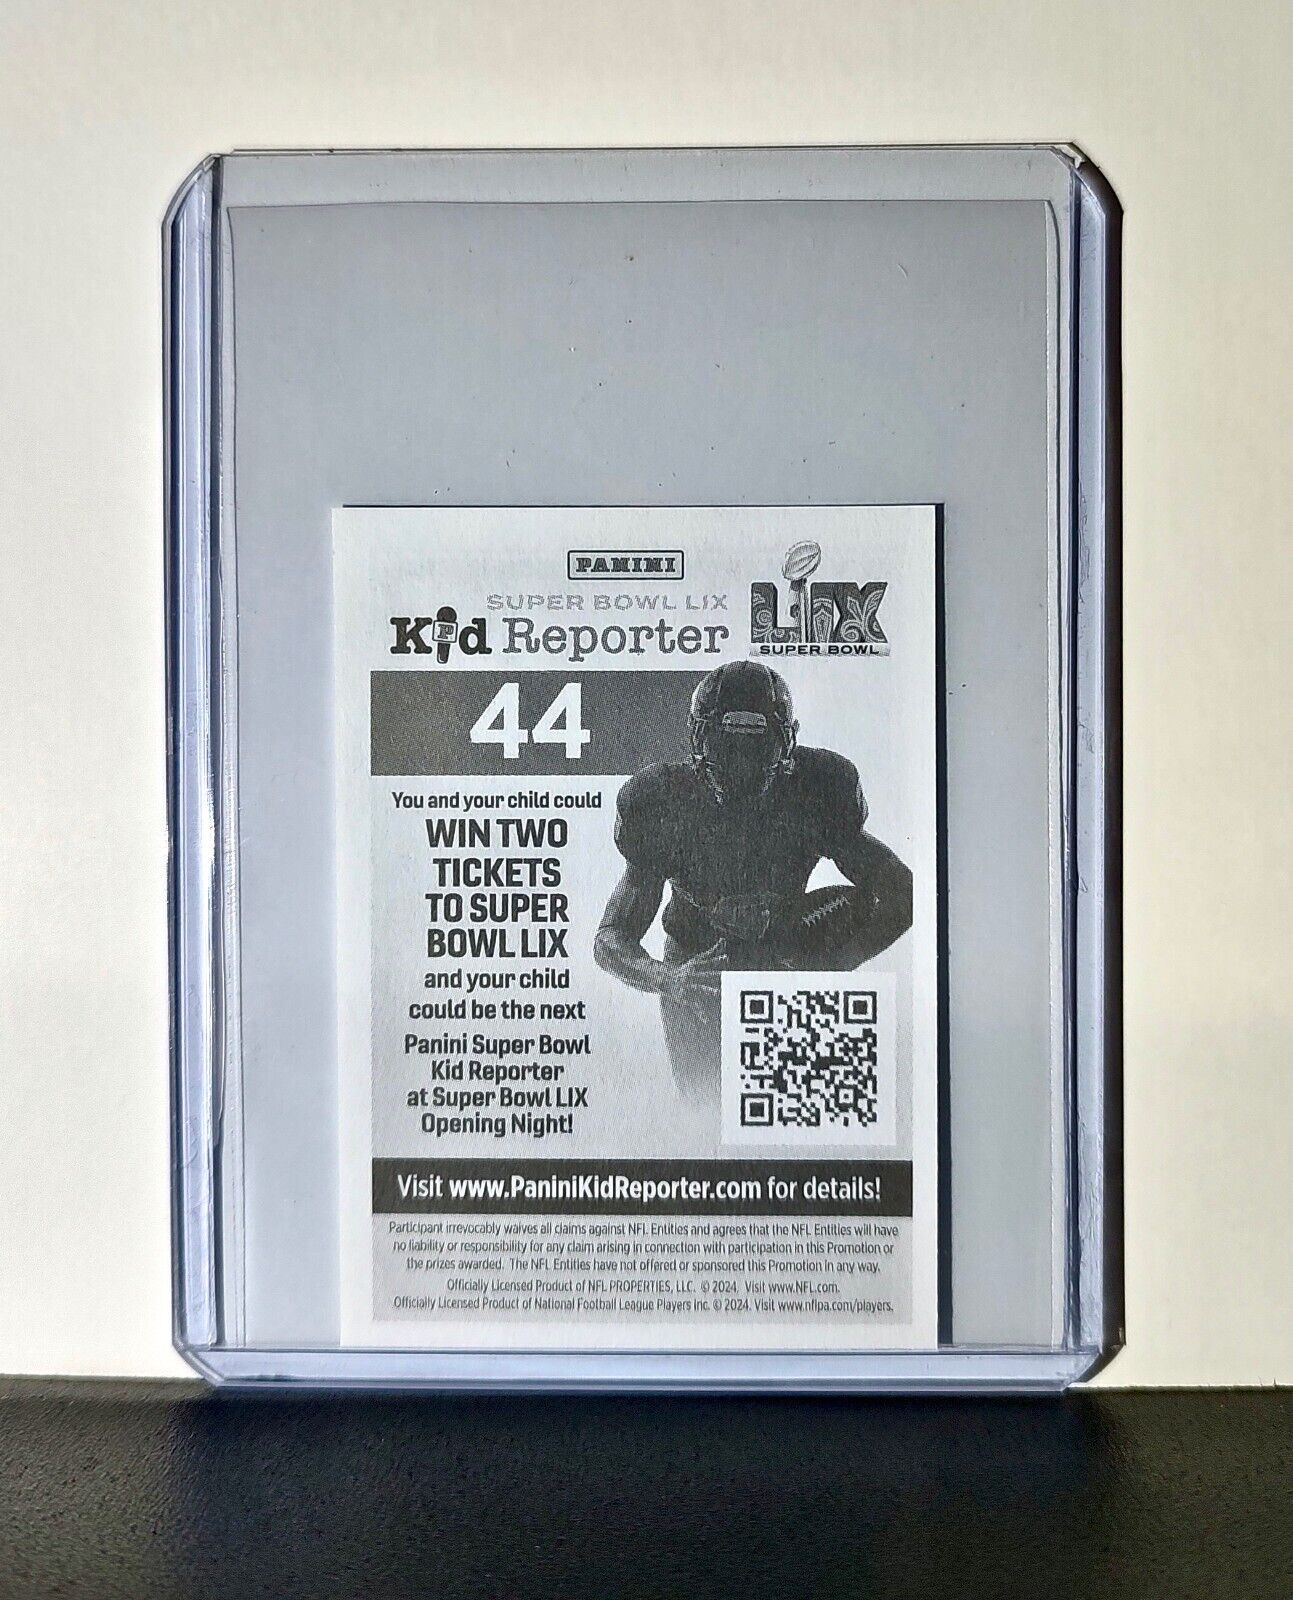 PANINI
SUPER BOWL LIX
Kid Reporter
P
LIX
SUPER BOWL
44
You and your child could
WIN TWO
TICKETS
TO SUPER
BOWL LIX
and your child
could be the next
Panini Super Bowl
Kid Reporter
at Super Bowl LIX
Opening Night!
Visit www.PaniniKidReporter.com for details!
Participant irrevocably waives all claims against NFL Entities and agrees that the NFL Entities will have
no liability or responsibility for any claim arising in connection with participation in this Promotion or
the prizes awarded. The NFL Entities have not offered or sponsored this Promotion in any way.
Officially Licensed Product of NFL PROPERTIES, LLC. © 2024. Visit www.NFL.com.
Officially Licensed Product of National Football League Players Inc. © 2024. Visit www.nflpa.com/players.